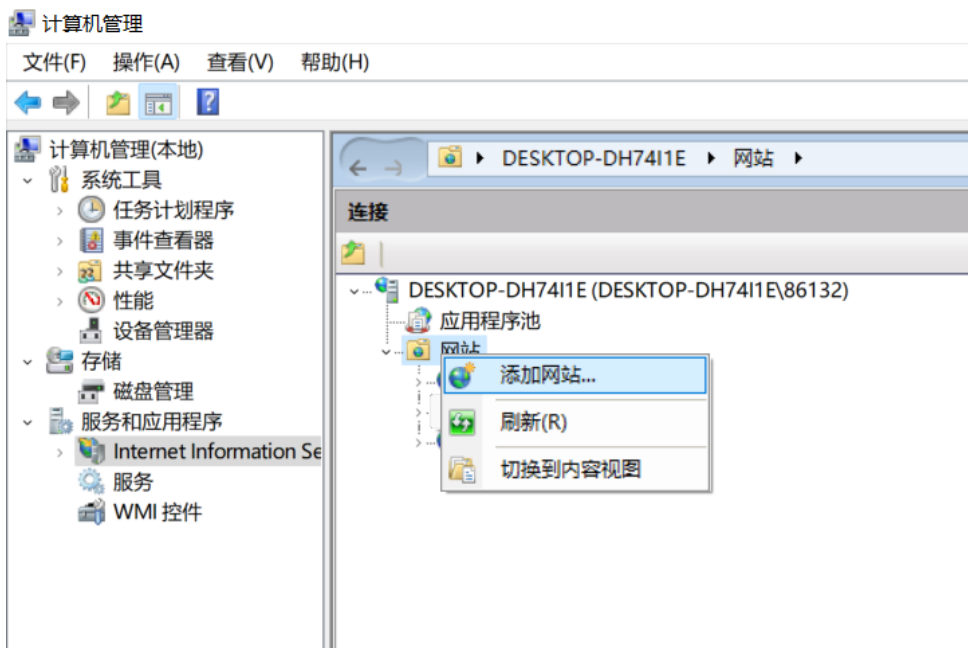 计算机管理
文件(F) 操作(A) 查看(V) 帮助(H)
计算机管理(本地)
系统工具
任务计划程序
事件查看器
共享文件夹
性能
设备管理器
存储
磁盘管理
服务和应用程序
Internet Information Se
服务
WMI 控件
DESKTOP-DH74I1E 网站
连接
DESKTOP-DH74I1E (DESKTOP-DH74I1E\86132)
应用程序池
网站
添加网站...
刷新(R)
切换到内容视图